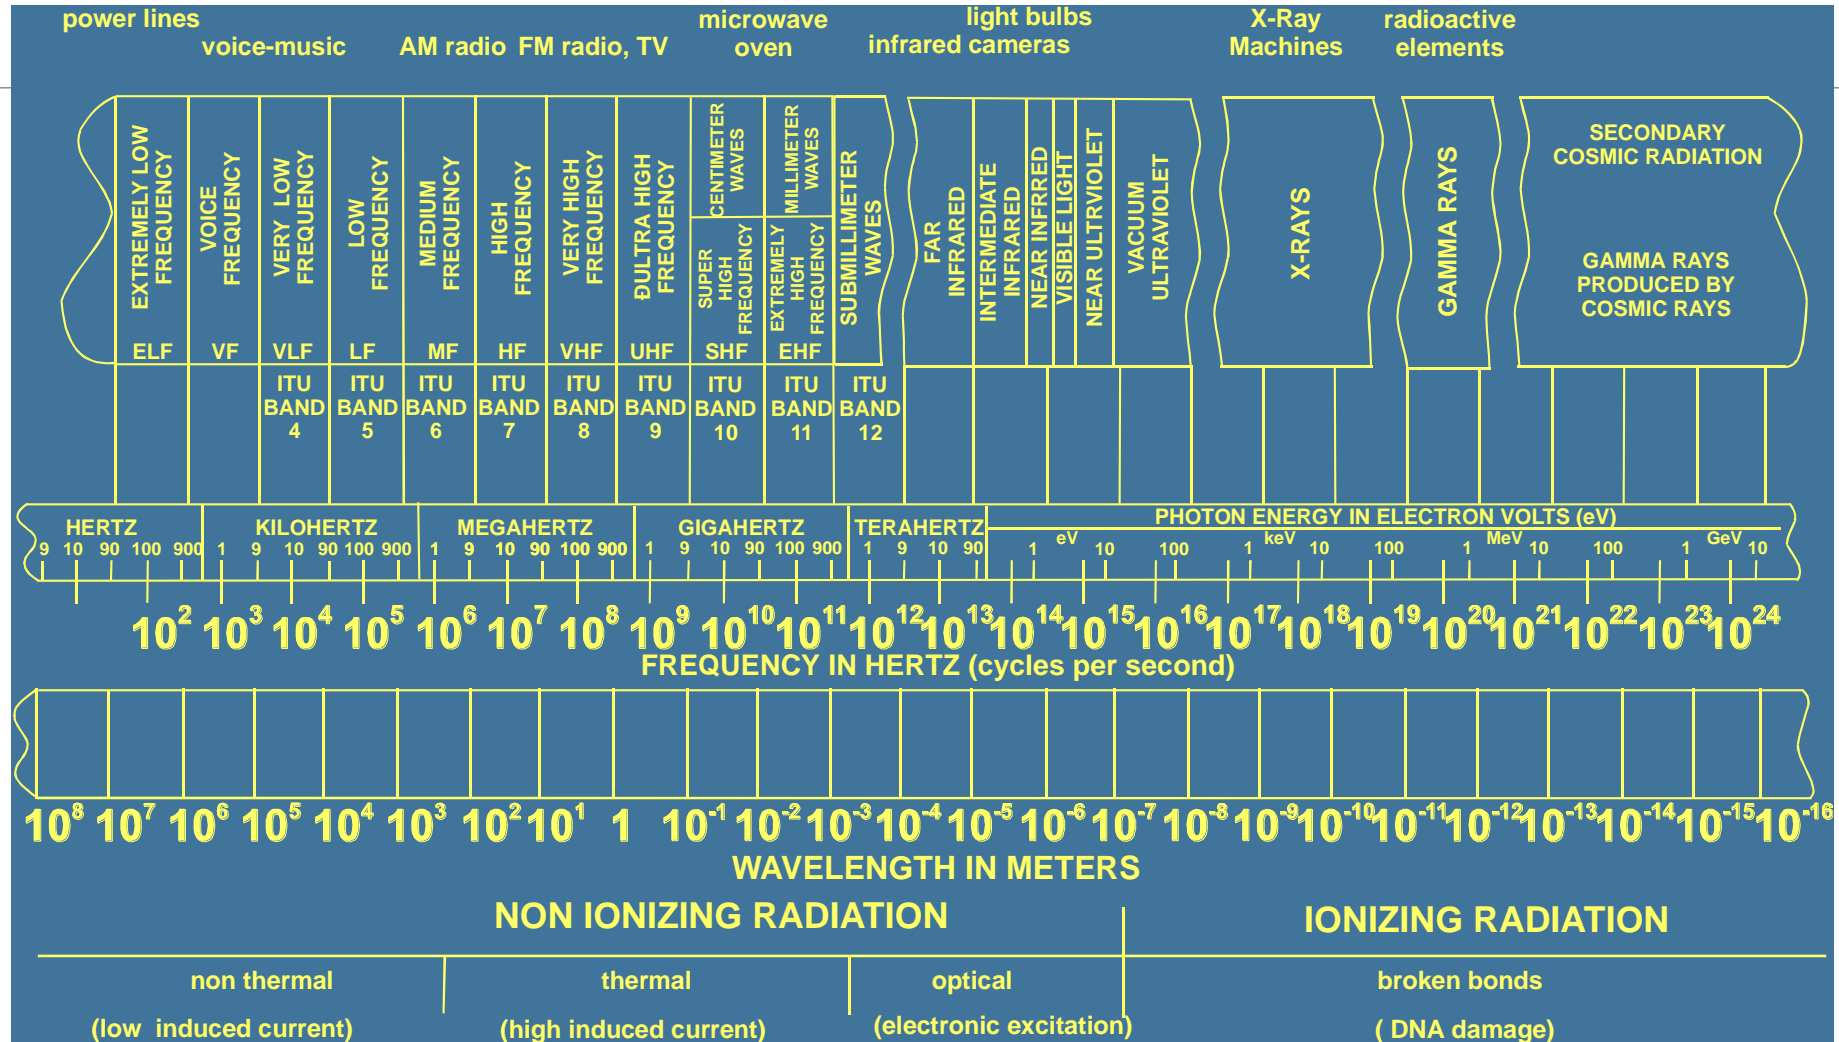 power lines
voice-music
AM radio FM radio, TV
microwave
oven
light bulbs
infrared cameras
X-Ray
Machines
radioactive
elements
EXTREMELY LOW
FREQUENCY
VOICE
FREQUENCY
VERY LOW
FREQUENCY
LOW
FREQUENCY
MEDIUM
FREQUENCY
HIGH
FREQUENCY
VERY HIGH
FREQUENCY
ĐULTRA HIGH
FREQUENCY
CENTIMETER
WAVES
SUPER
HIGH
FREQUENCY
MILLIMETER
WAVES
EXTREMELY
HIGH
FREQUENCY
SUBMILLIMETER
WAVES
FAR
INFRARED
INTERMEDIATE
INFRARED
NEAR INFRRED
VISIBLE LIGHT
NEAR ULTRVIOLET
VACUUM
ULTRAVIOLET
X-RAYS
GAMMA RAYS
SECONDARY
COSMIC RADIATION
GAMMA RAYS
PRODUCED BY
COSMIC RAYS
ELF VF VLF LF MF HF VHF UHF SHF EHF
ITU
BAND
4
ITU
BAND
5
ITU
BAND
6
ITU
BAND
7
ITU
BAND
8
ITU
BAND
9
ITU
BAND
10
ITU
BAND
11
ITU
BAND
12
HERTZ
9 10 90 100 900
KILOHERTZ
1 9 10 90 100 900
MEGAHERTZ
1 9 10 90 100 900
GIGAHERTZ
1 9 10 90 100 900
TERAHERTZ
1 9 10 90
PHOTON ENERGY IN ELECTRON VOLTS (eV)
eV keV MeV GeV
1 10 100 1 10 100 1 10 100 1 10
10² 10³ 10⁴ 10⁵ 10⁶ 10⁷ 10⁸ 10⁹ 10¹⁰ 10¹¹ 10¹² 10¹³ 10¹⁴ 10¹⁵ 10¹⁶ 10¹⁷ 10¹⁸ 10¹⁹ 10²⁰ 10²¹ 10²² 10²³ 10²⁴
FREQUENCY IN HERTZ (cycles per second)
10⁸ 10⁷ 10⁶ 10⁵ 10⁴ 10³ 10² 10¹ 1 10⁻¹ 10⁻² 10⁻³ 10⁻⁴ 10⁻⁵ 10⁻⁶ 10⁻⁷ 10⁻⁸ 10⁻⁹ 10⁻¹⁰ 10⁻¹¹ 10⁻¹² 10⁻¹³ 10⁻¹⁴ 10⁻¹⁵ 10⁻¹⁶
WAVELENGTH IN METERS
NON IONIZING RADIATION
IONIZING RADIATION
non thermal
(low induced current)
thermal
(high induced current)
optical
(electronic excitation)
broken bonds
( DNA damage)